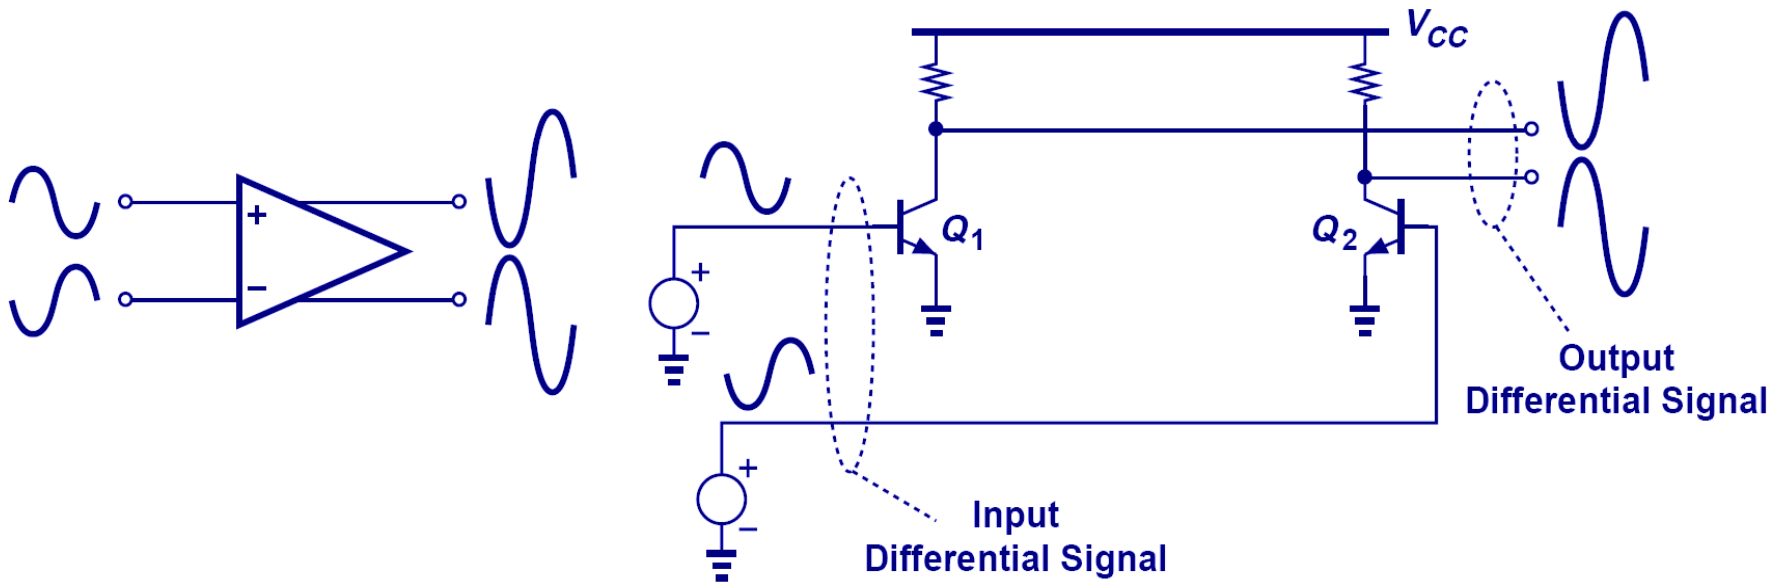 V_CC
+
−
+
−
Q_1
Q_2
+
−
Input
Differential Signal
Output
Differential Signal